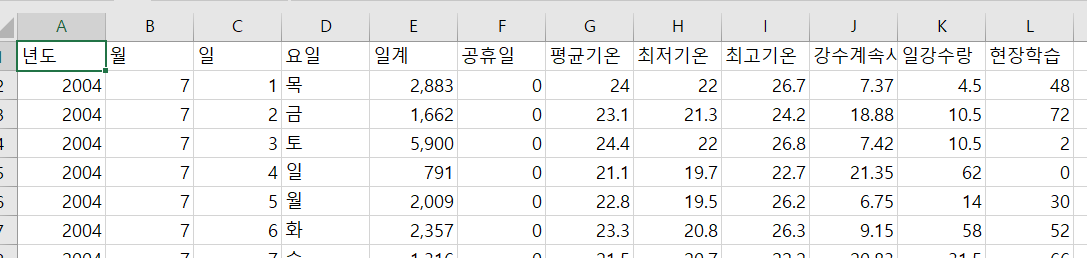 A B C D E F G H I J K L
년도 월 일 요일 일계 공휴일 평균기온 최저기온 최고기온 강수계속시 일강수량 현장학습
2004 7 1 목 2,883 0 24 22 26.7 7.37 4.5 48
2004 7 2 금 1,662 0 23.1 21.3 24.2 18.88 10.5 72
2004 7 3 토 5,900 0 24.4 22 26.8 7.42 10.5 2
2004 7 4 일 791 0 21.1 19.7 22.7 21.35 62 0
2004 7 5 월 2,009 0 22.8 19.5 26.2 6.75 14 30
2004 7 6 화 2,357 0 23.3 20.8 26.3 9.15 58 52